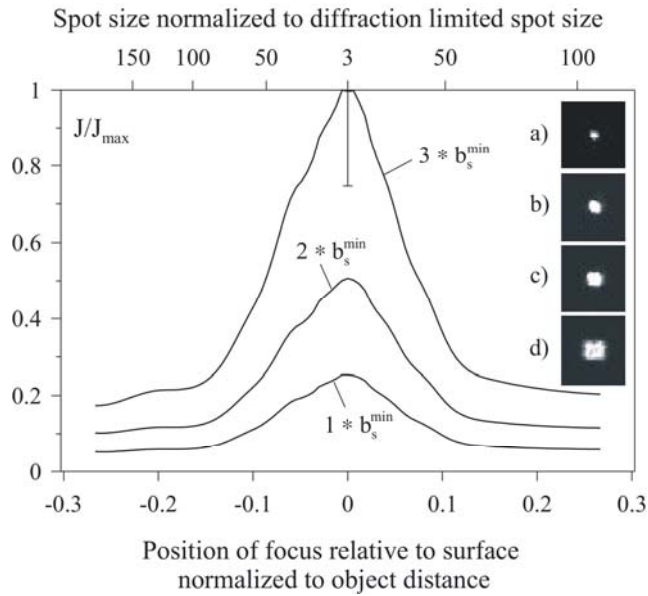 Spot size normalized to diffraction limited spot size
150 100 50 3 50 100
1
J/J_max
0.8
0.6
0.4
0.2
0
3 * b_s^min
2 * b_s^min
1 * b_s^min
a)
b)
c)
d)
-0.3 -0.2 -0.1 0 0.1 0.2 0.3
Position of focus relative to surface
normalized to object distance